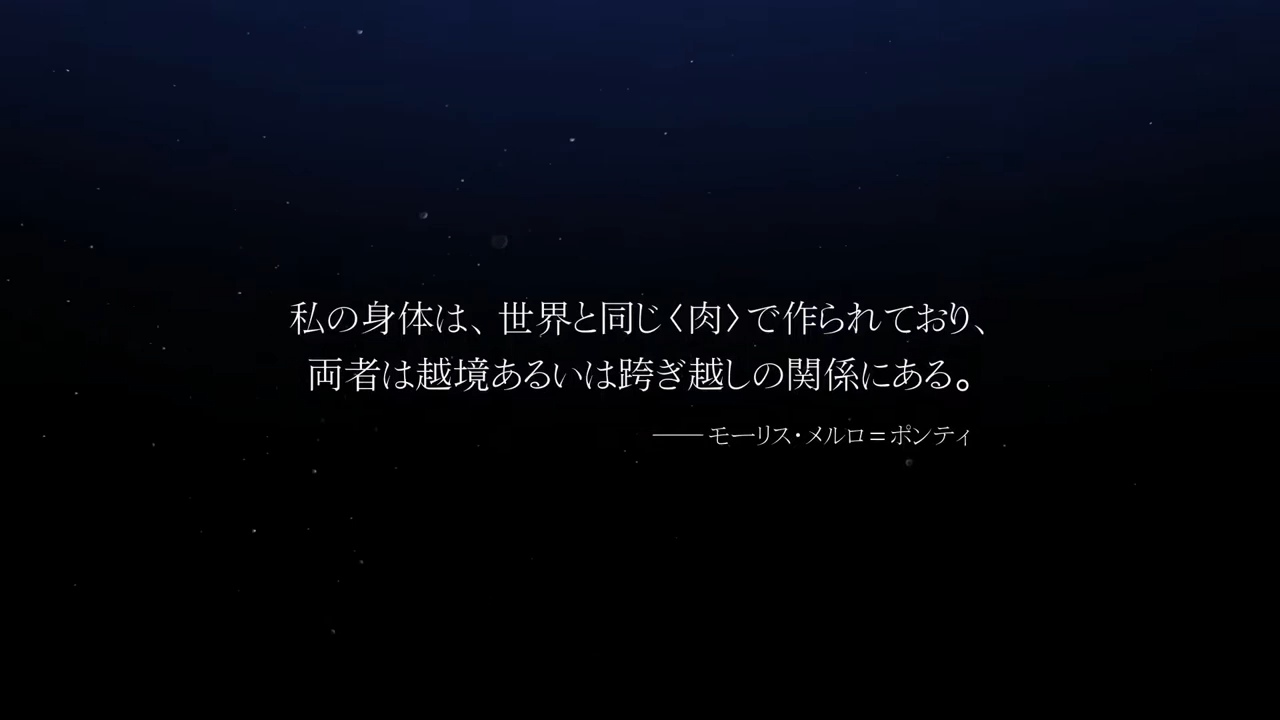 私の身体は、世界と同じ〈肉〉で作られており、
両者は越境あるいは跨ぎ越しの関係にある。
――モーリス・メルロ=ポンティ